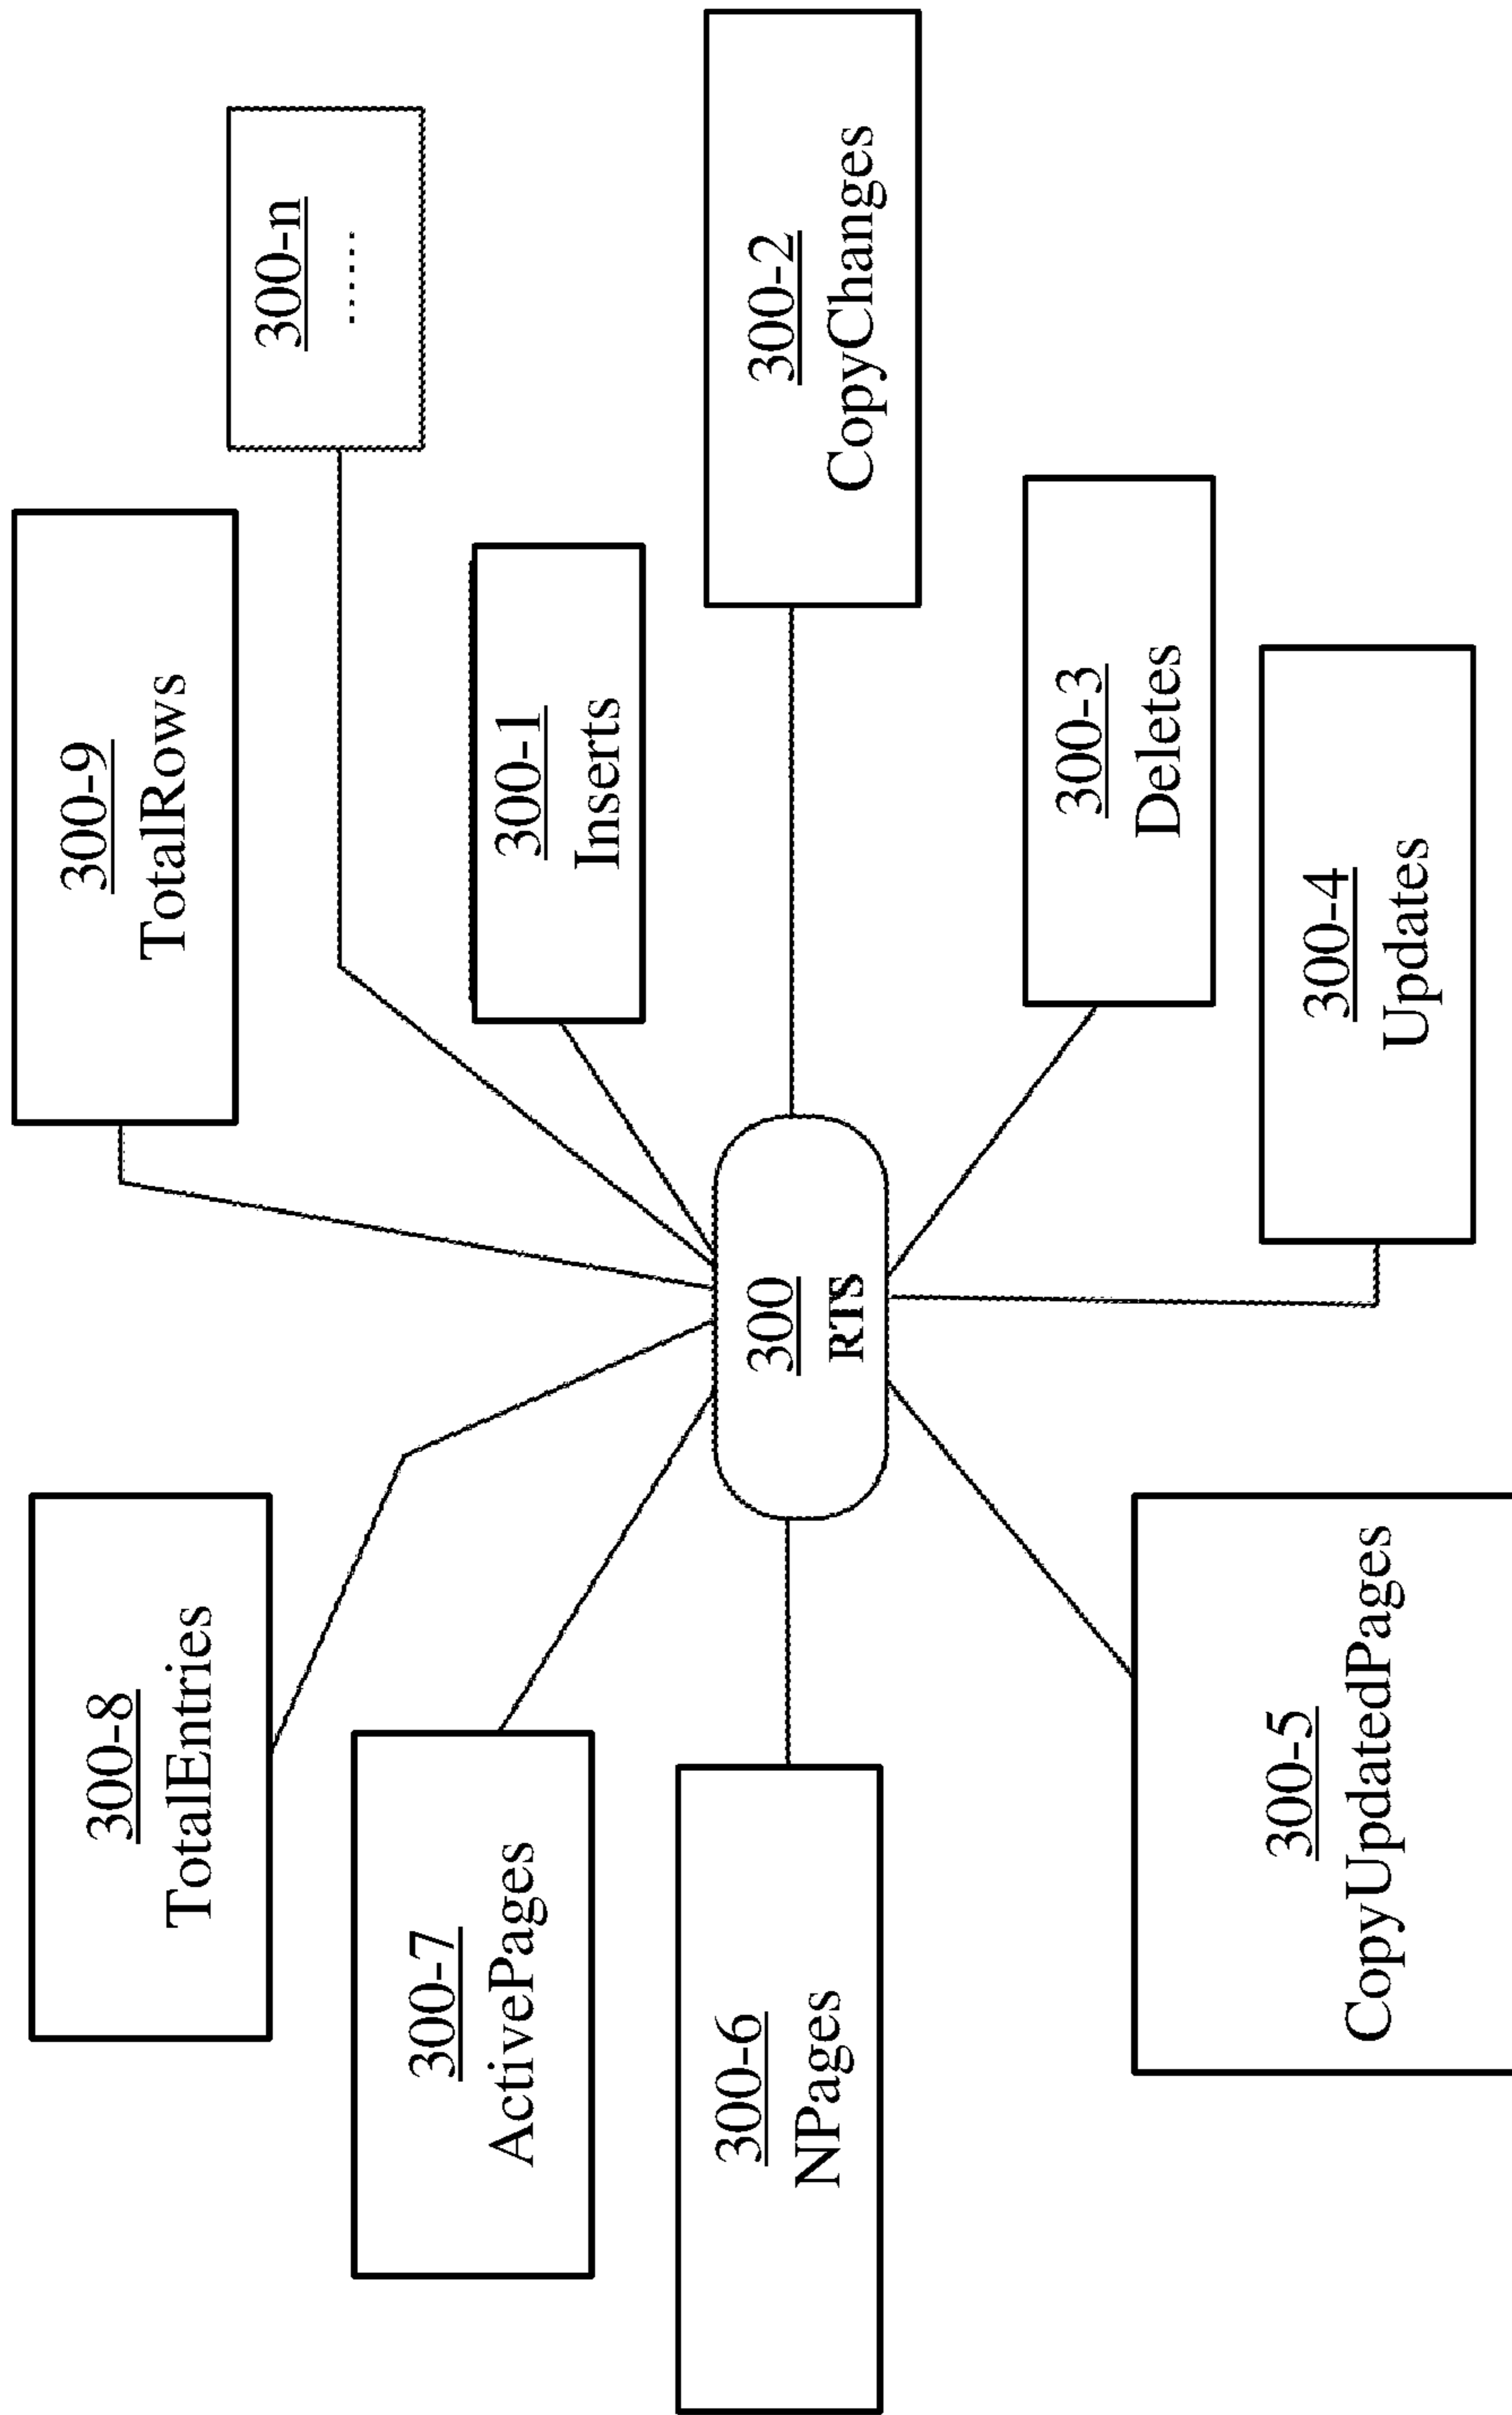 300-8
TotalEntries
300-9
TotalRows
300-n
......
300-7
ActivePages
300-1
Inserts
300-6
NPages
300
RTS
300-2
CopyChanges
300-5
CopyUpdatedPages
300-3
Deletes
300-4
Updates